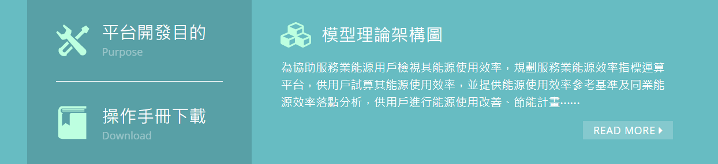 平台開發目的
Purpose
操作手冊下載
Download
模型理論架構圖
為協助服務業能源用戶檢視其能源使用效率，規劃服務業能源效率指標運算
平台，供用戶試算其能源使用效率，並提供能源使用效率參考基準及同業能
源效率落點分析，供用戶進行能源使用改善、節能計畫......
READ MORE